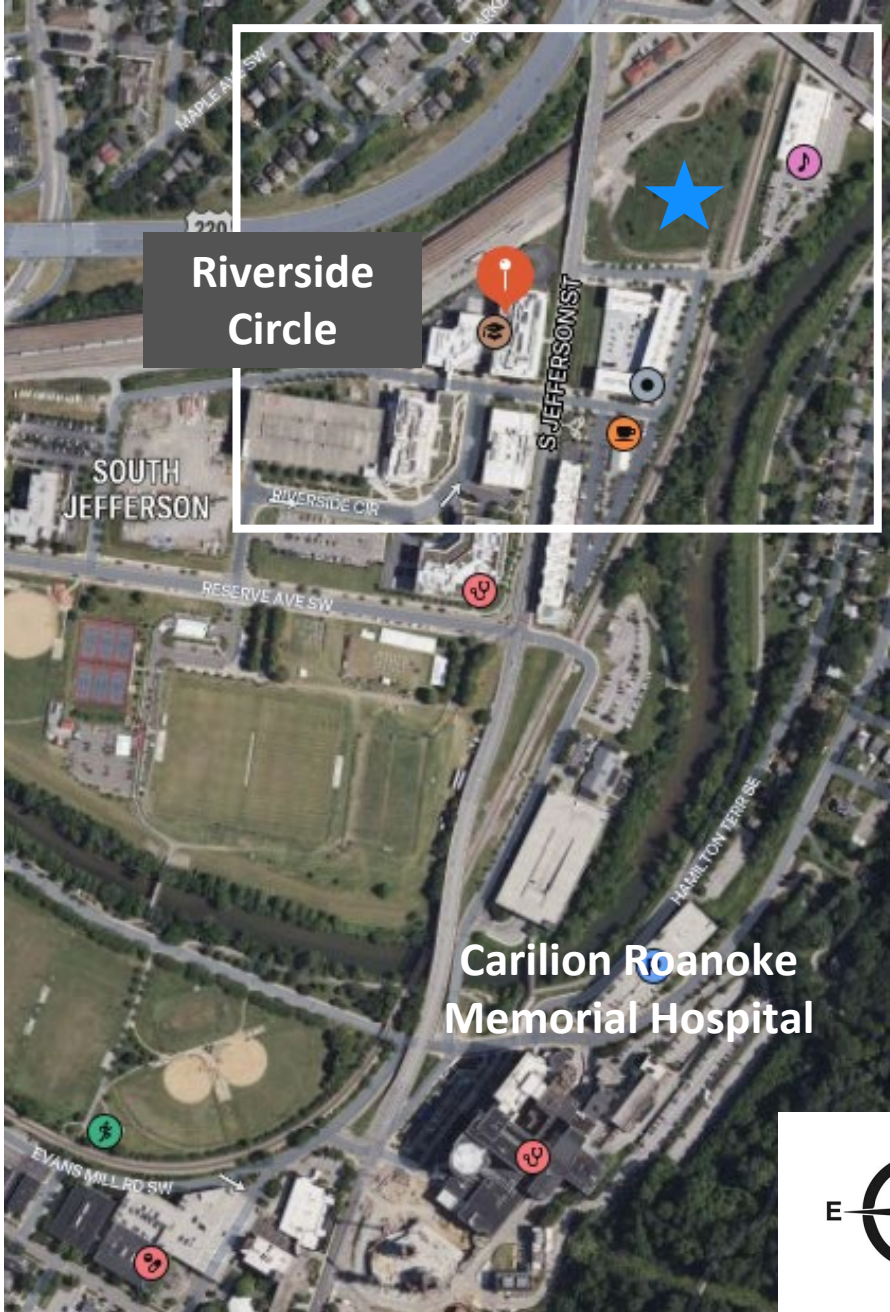 MAPLE AVE SW
220
Riverside
Circle
S JEFFERSON ST
SOUTH
JEFFERSON
RIVERSIDE CIR
RESERVE AVE SW
HAMILTON TERR SE
Carilion Roanoke
Memorial Hospital
EVANS MILL RD SW
E